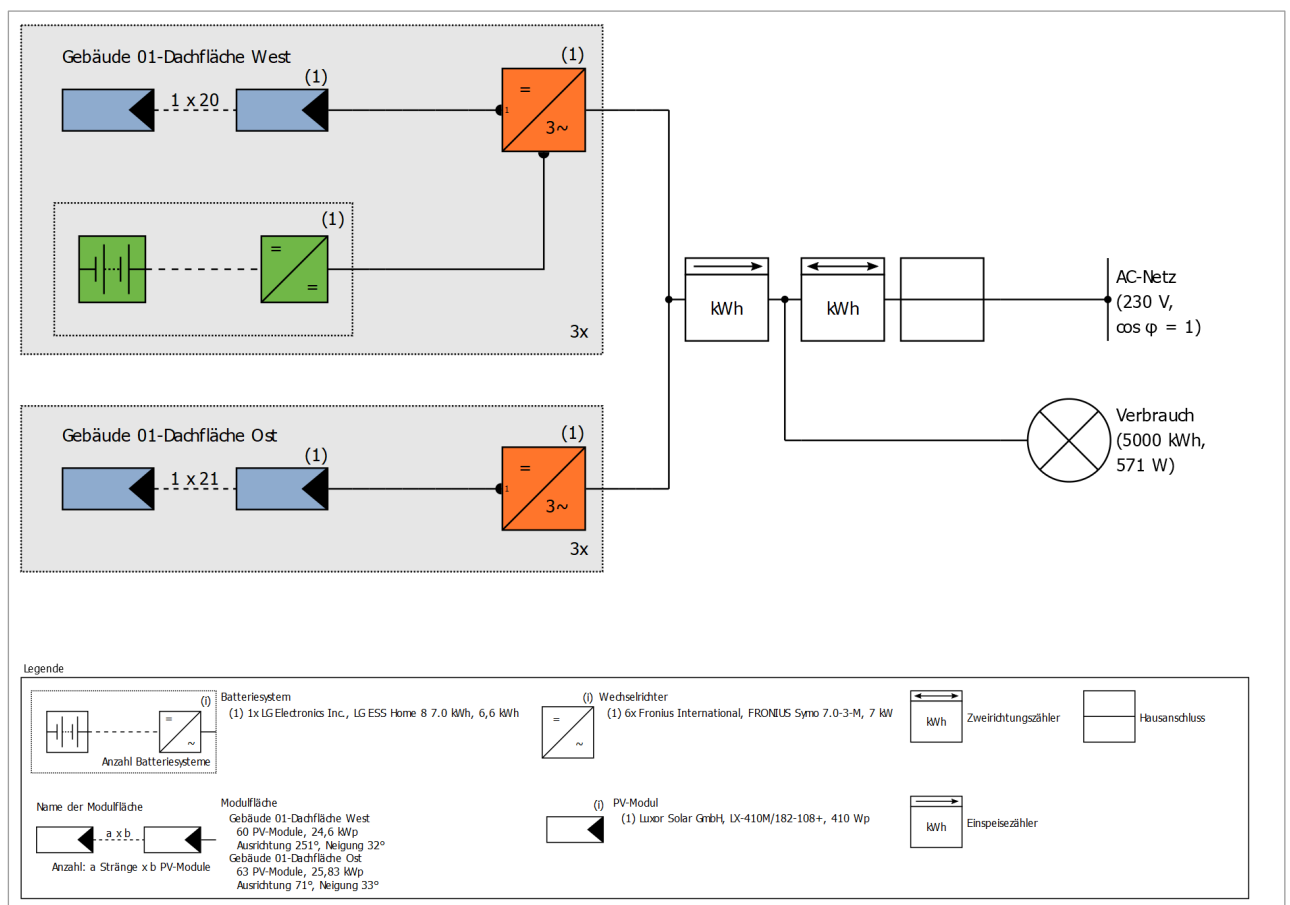 Gebäude 01-Dachfläche West
(1)
(1)
1 x 20
=
1
3~
(1)
=
=
3x
kWh
kWh
AC-Netz
(230 V,
cos φ = 1)
Gebäude 01-Dachfläche Ost
(1)
(1)
1 x 21
=
1
3~
3x
Verbrauch
(5000 kWh,
571 W)
Legende
(i)
=
~
Anzahl Batteriesysteme
Batteriesystem
(1) 1x LG Electronics Inc., LG ESS Home 8 7.0 kWh, 6,6 kWh
(i)
=
~
Wechselrichter
(1) 6x Fronius International, FRONIUS Symo 7.0-3-M, 7 kW
kWh
Zweirichtungszähler
Hausanschluss
Name der Modulfläche
a x b
Anzahl: a Stränge x b PV-Module
Modulfläche
Gebäude 01-Dachfläche West
60 PV-Module, 24,6 kWp
Ausrichtung 251°, Neigung 32°
Gebäude 01-Dachfläche Ost
63 PV-Module, 25,83 kWp
Ausrichtung 71°, Neigung 33°
(i)
PV-Modul
(1) Luxor Solar GmbH, LX-410M/182-108+, 410 Wp
kWh
Einspeisezähler